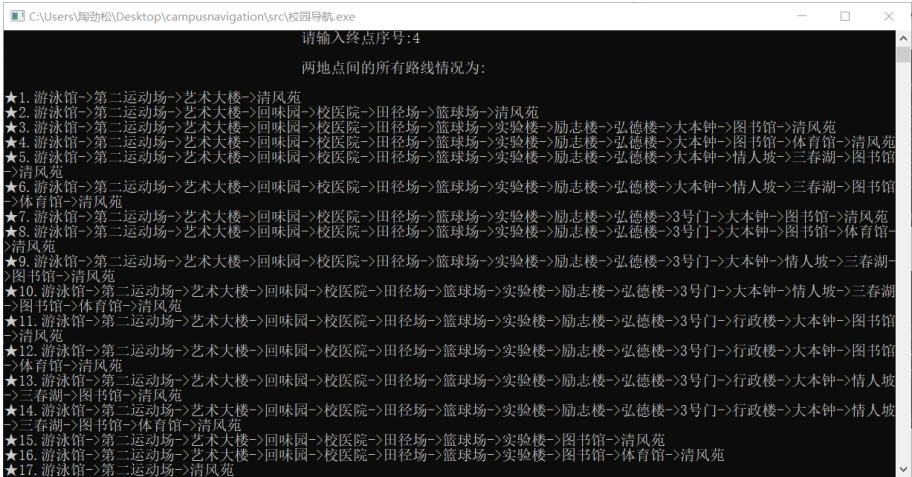 C:\Users\陶劲松\Desktop\campusnavigation\src\校园导航.exe
请输入终点序号:4
两地点间的所有路线情况为:
★1.游泳馆->第二运动场->艺术大楼->清风苑
★2.游泳馆->第二运动场->艺术大楼->回味园->校医院->田径场->篮球场->清风苑
★3.游泳馆->第二运动场->艺术大楼->回味园->校医院->田径场->篮球场->实验楼->励志楼->弘德楼->大本钟->图书馆->清风苑
★4.游泳馆->第二运动场->艺术大楼->回味园->校医院->田径场->篮球场->实验楼->励志楼->弘德楼->大本钟->图书馆->体育馆->清风苑
★5.游泳馆->第二运动场->艺术大楼->回味园->校医院->田径场->篮球场->实验楼->励志楼->弘德楼->大本钟->情人坡->三春湖->图书馆
->清风苑
★6.游泳馆->第二运动场->艺术大楼->回味园->校医院->田径场->篮球场->实验楼->励志楼->弘德楼->大本钟->情人坡->三春湖->图书馆
->体育馆->清风苑
★7.游泳馆->第二运动场->艺术大楼->回味园->校医院->田径场->篮球场->实验楼->励志楼->弘德楼->3号门->大本钟->图书馆->清风苑
★8.游泳馆->第二运动场->艺术大楼->回味园->校医院->田径场->篮球场->实验楼->励志楼->弘德楼->3号门->大本钟->图书馆->体育馆-
>清风苑
★9.游泳馆->第二运动场->艺术大楼->回味园->校医院->田径场->篮球场->实验楼->励志楼->弘德楼->3号门->大本钟->情人坡->三春湖-
>图书馆->清风苑
★10.游泳馆->第二运动场->艺术大楼->回味园->校医院->田径场->篮球场->实验楼->励志楼->弘德楼->3号门->大本钟->情人坡->三春湖
->图书馆->体育馆->清风苑
★11.游泳馆->第二运动场->艺术大楼->回味园->校医院->田径场->篮球场->实验楼->励志楼->弘德楼->3号门->行政楼->大本钟->图书馆
->清风苑
★12.游泳馆->第二运动场->艺术大楼->回味园->校医院->田径场->篮球场->实验楼->励志楼->弘德楼->3号门->行政楼->大本钟->图书馆
->体育馆->清风苑
★13.游泳馆->第二运动场->艺术大楼->回味园->校医院->田径场->篮球场->实验楼->励志楼->弘德楼->3号门->行政楼->大本钟->情人坡
->三春湖->图书馆->清风苑
★14.游泳馆->第二运动场->艺术大楼->回味园->校医院->田径场->篮球场->实验楼->励志楼->弘德楼->3号门->行政楼->大本钟->情人坡
->三春湖->图书馆->体育馆->清风苑
★15.游泳馆->第二运动场->艺术大楼->回味园->校医院->田径场->篮球场->实验楼->图书馆->清风苑
★16.游泳馆->第二运动场->艺术大楼->回味园->校医院->田径场->篮球场->实验楼->图书馆->体育馆->清风苑
★17.游泳馆->第二运动场->清风苑